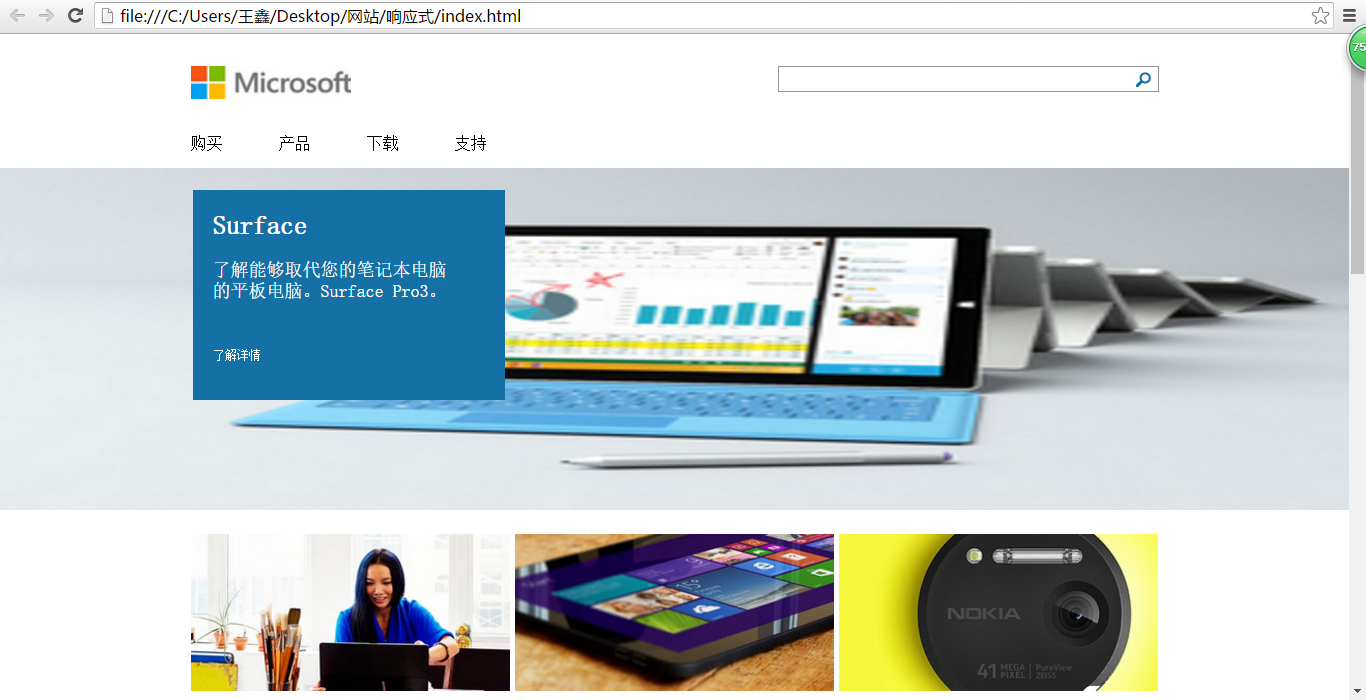 file:///C:/Users/王鑫/Desktop/网站/响应式/index.html
75
Microsoft
购买 产品 下载 支持
Surface
了解能够取代您的笔记本电脑
的平板电脑。Surface Pro3。
了解详情
15°
NOKIA
41 MEGA PIXEL | PureView ZEISS